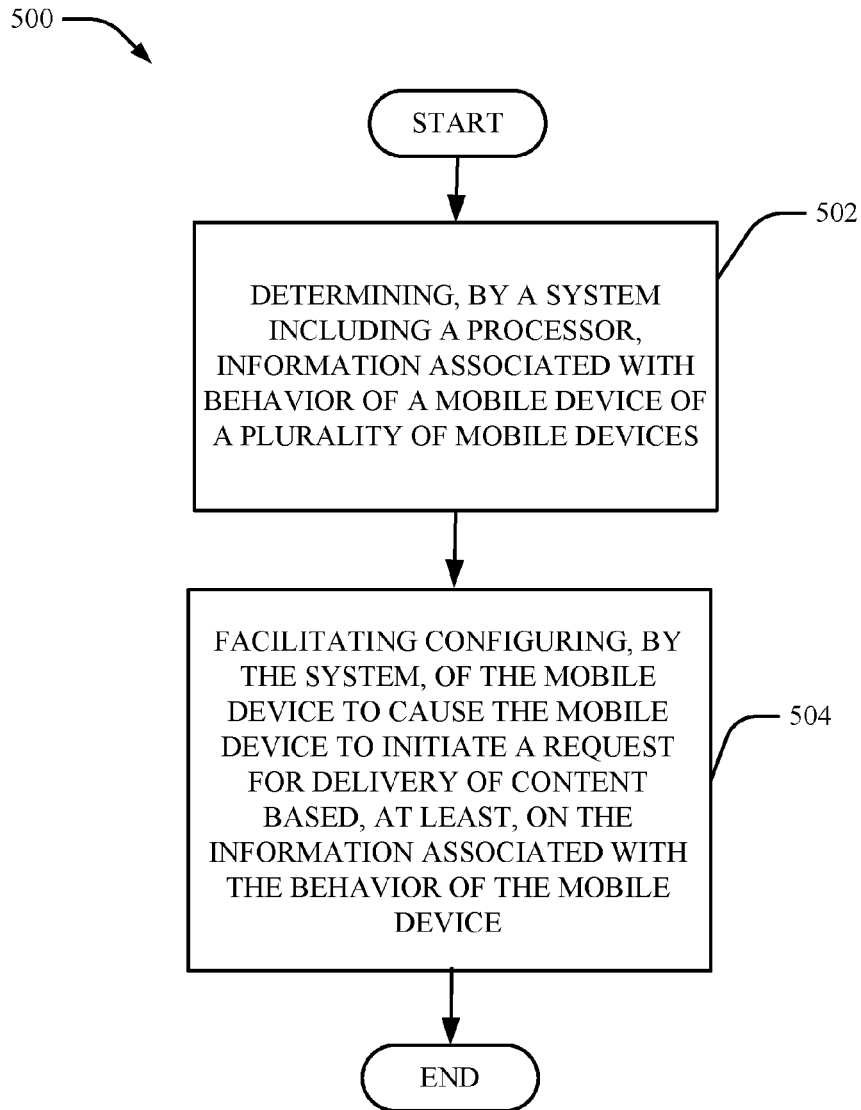 500
START
502
DETERMINING, BY A SYSTEM
INCLUDING A PROCESSOR,
INFORMATION ASSOCIATED WITH
BEHAVIOR OF A MOBILE DEVICE OF
A PLURALITY OF MOBILE DEVICES
FACILITATING CONFIGURING, BY
THE SYSTEM, OF THE MOBILE
DEVICE TO CAUSE THE MOBILE
DEVICE TO INITIATE A REQUEST
FOR DELIVERY OF CONTENT
BASED, AT LEAST, ON THE
INFORMATION ASSOCIATED WITH
THE BEHAVIOR OF THE MOBILE
DEVICE
504
END